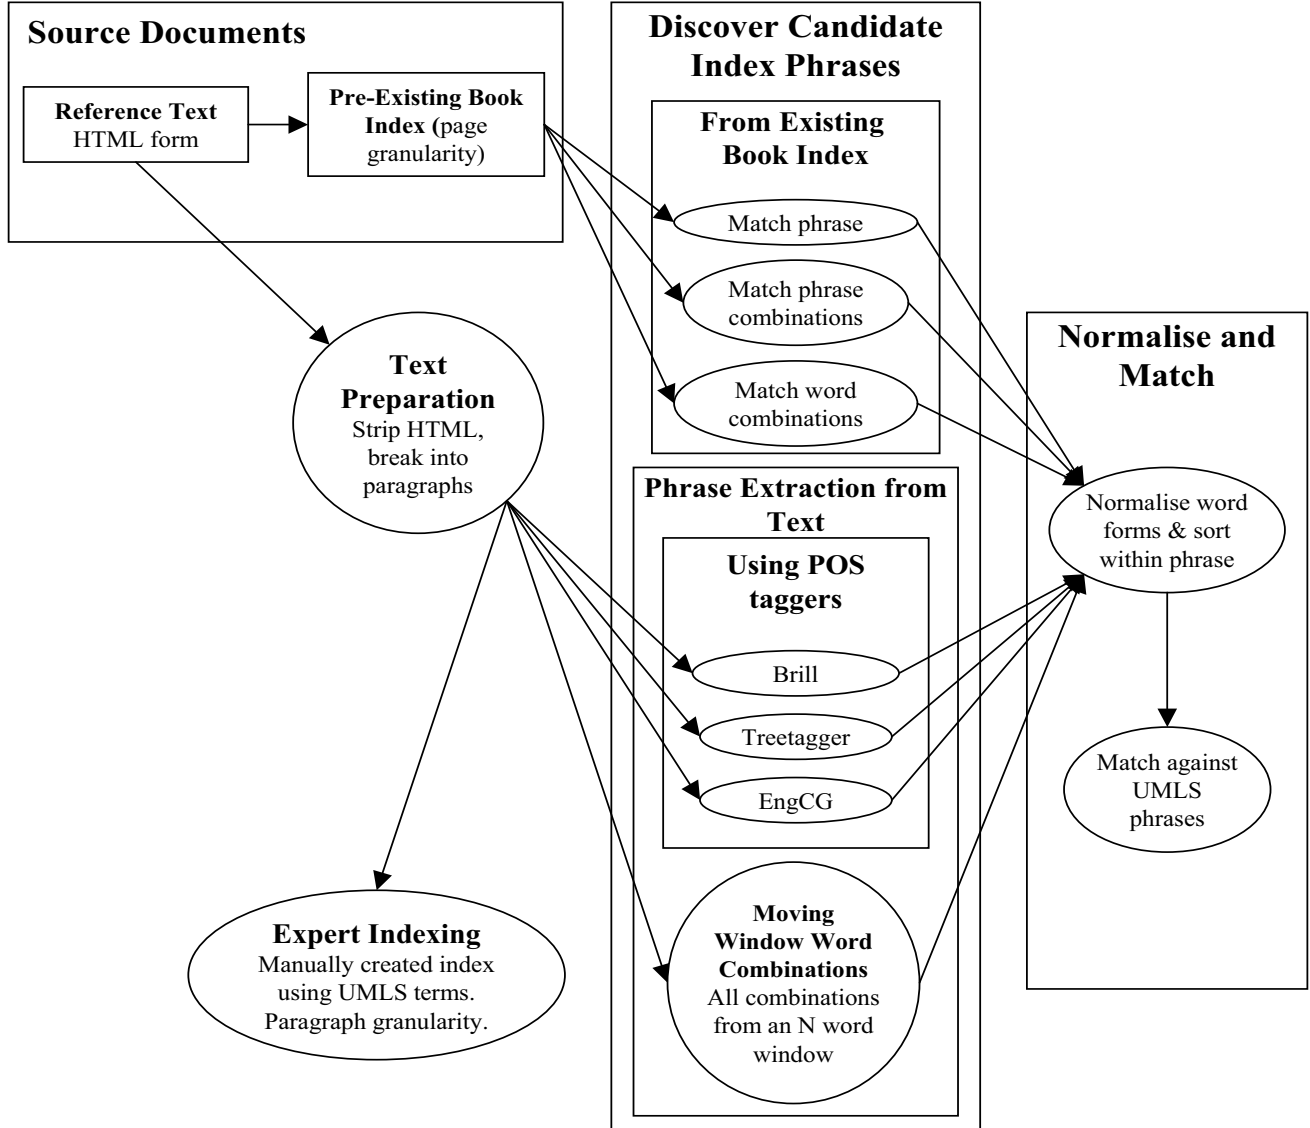 Source Documents
Reference Text
HTML form
Pre-Existing Book
Index (page
granularity)
Text
Preparation
Strip HTML,
break into
paragraphs
Expert Indexing
Manually created index
using UMLS terms.
Paragraph granularity.
Discover Candidate
Index Phrases
From Existing
Book Index
Match phrase
Match phrase
combinations
Match word
combinations
Phrase Extraction from
Text
Using POS
taggers
Brill
Treetagger
EngCG
Moving
Window Word
Combinations
All combinations
from an N word
window
Normalise and
Match
Normalise word
forms & sort
within phrase
Match against
UMLS
phrases